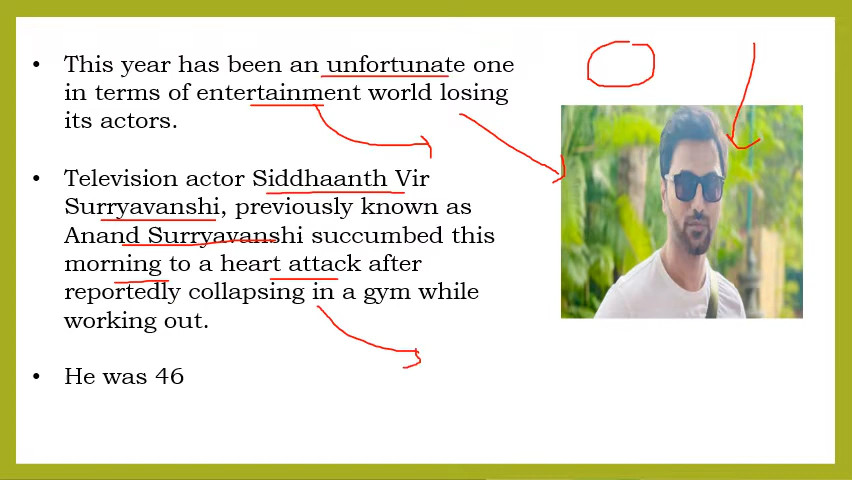 • This year has been an unfortunate one
in terms of entertainment world losing
its actors.
• Television actor Siddhaanth Vir
Surryavanshi, previously known as
Anand Surryavanshi succumbed this
morning to a heart attack after
reportedly collapsing in a gym while
working out.
• He was 46